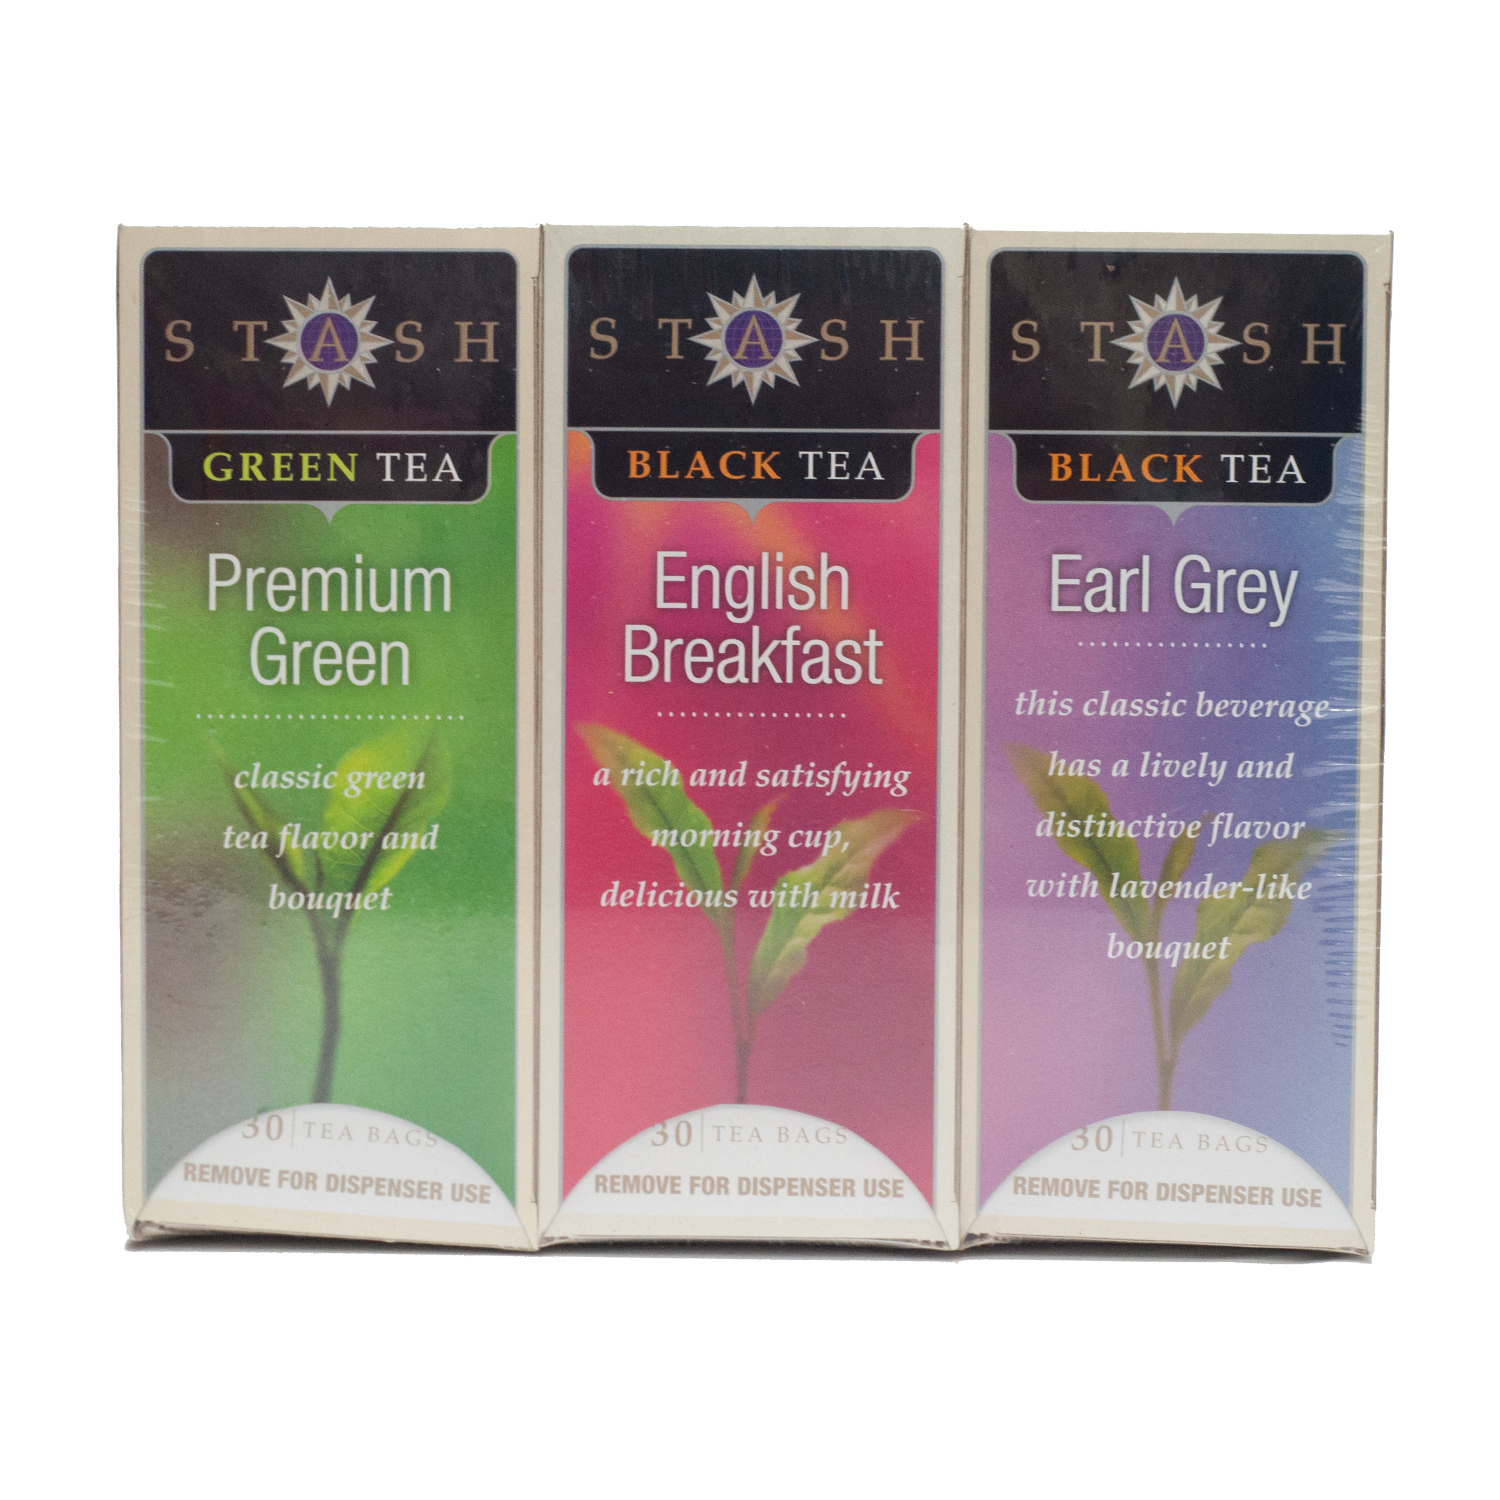 STASH
GREEN TEA
Premium
Green
classic green
tea flavor and
bouquet
30 | TEA BAGS
REMOVE FOR DISPENSER USE
STASH
BLACK TEA
English
Breakfast
a rich and satisfying
morning cup,
delicious with milk
30 | TEA BAGS
REMOVE FOR DISPENSER USE
STASH
BLACK TEA
Earl Grey
this classic beverage
has a lively and
distinctive flavor
with lavender-like
bouquet
30 | TEA BAGS
REMOVE FOR DISPENSER USE